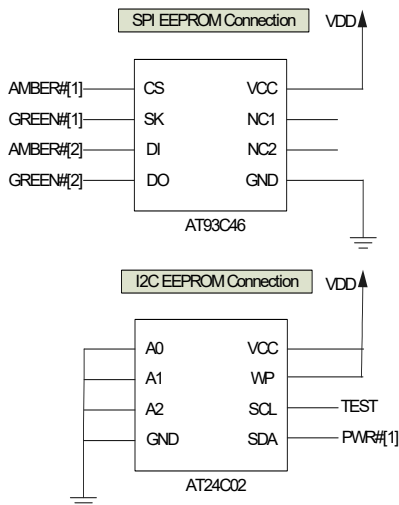 SPI EEPROM Connection
VDD
AMBER#[1] CS VCC
GREEN#[1] SK NC1
AMBER#[2] DI NC2
GREEN#[2] DO GND
AT93C46
I2C EEPROM Connection
VDD
A0 VCC
A1 WP
A2 SCL TEST
GND SDA PWR#[1]
AT24C02